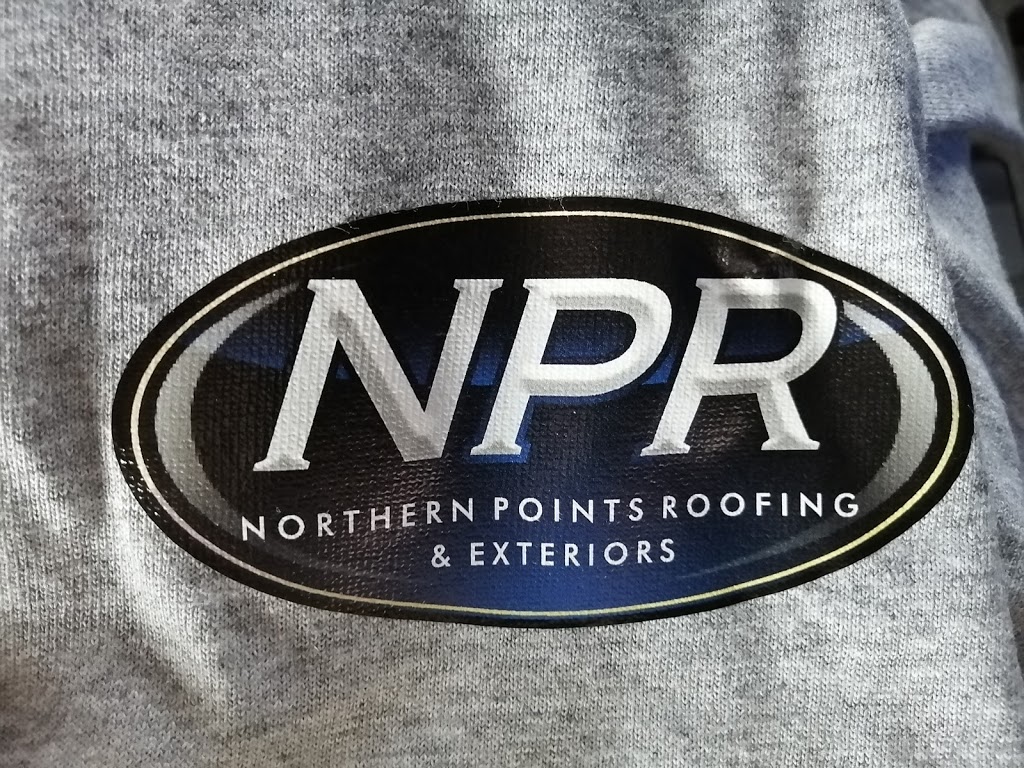 NPR
NORTHERN POINTS ROOFING
& EXTERIORS